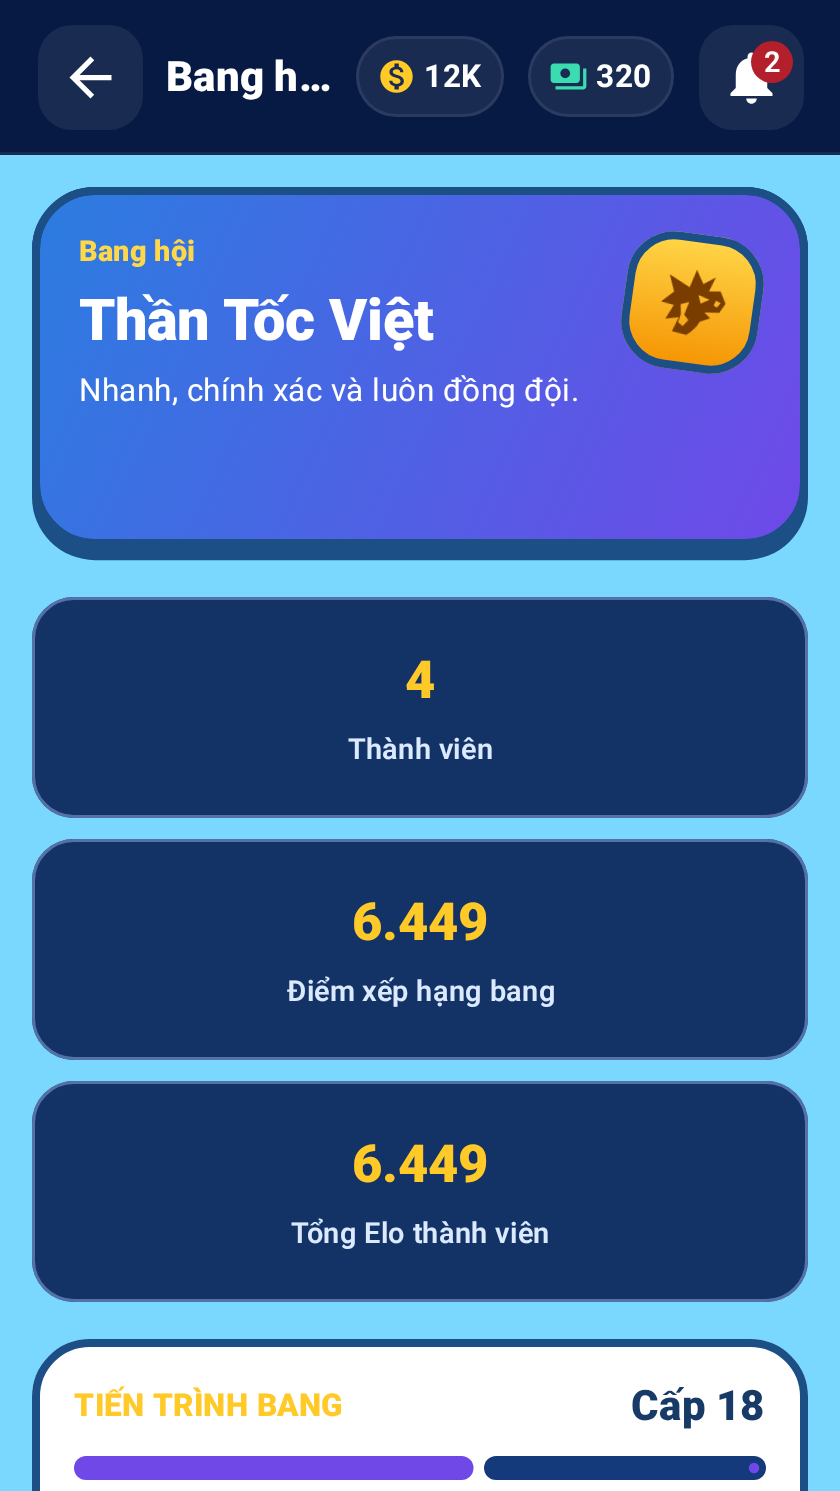 Bang h...
12K
320
2
Bang hội
Thần Tốc Việt
Nhanh, chính xác và luôn đồng đội.
4
Thành viên
6.449
Điểm xếp hạng bang
6.449
Tổng Elo thành viên
TIẾN TRÌNH BANG
Cấp 18